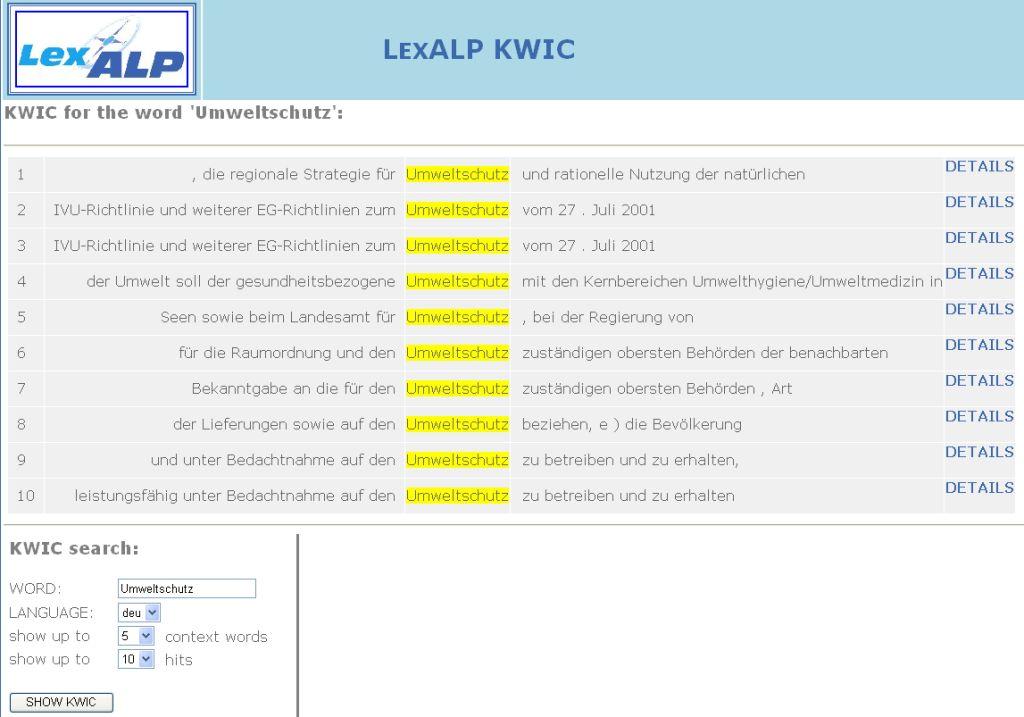 LexALP
LEXALP KWIC
KWIC for the word 'Umweltschutz':
1 , die regionale Strategie für Umweltschutz und rationelle Nutzung der natürlichen DETAILS
2 IVU-Richtlinie und weiterer EG-Richtlinien zum Umweltschutz vom 27 . Juli 2001 DETAILS
3 IVU-Richtlinie und weiterer EG-Richtlinien zum Umweltschutz vom 27 . Juli 2001 DETAILS
4 der Umwelt soll der gesundheitsbezogene Umweltschutz mit den Kernbereichen Umwelthygiene/Umweltmedizin in DETAILS
5 Seen sowie beim Landesamt für Umweltschutz , bei der Regierung von DETAILS
6 für die Raumordnung und den Umweltschutz zuständigen obersten Behörden der benachbarten DETAILS
7 Bekanntgabe an die für den Umweltschutz zuständigen obersten Behörden , Art DETAILS
8 der Lieferungen sowie auf den Umweltschutz beziehen, e ) die Bevölkerung DETAILS
9 und unter Bedachtnahme auf den Umweltschutz zu betreiben und zu erhalten, DETAILS
10 leistungsfähig unter Bedachtnahme auf den Umweltschutz zu betreiben und zu erhalten DETAILS
KWIC search:
WORD: Umweltschutz
LANGUAGE: deu
show up to 5 context words
show up to 10 hits
SHOW KWIC